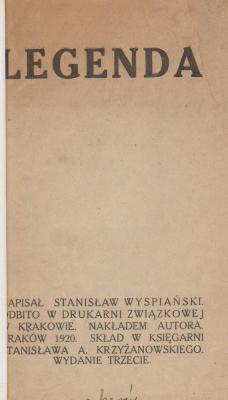 LEGENDA
APISAŁ STANISŁAW WYSPIAŃSKI.
ODBITO W DRUKARNI ZWIĄZKOWEJ
W KRAKOWIE. NAKŁADEM AUTORA.
RAKÓW 1920. SKŁAD W KSIĘGARNI
TANISŁAWA A. KRZYŻANOWSKIEGO.
WYDANIE TRZECIE.